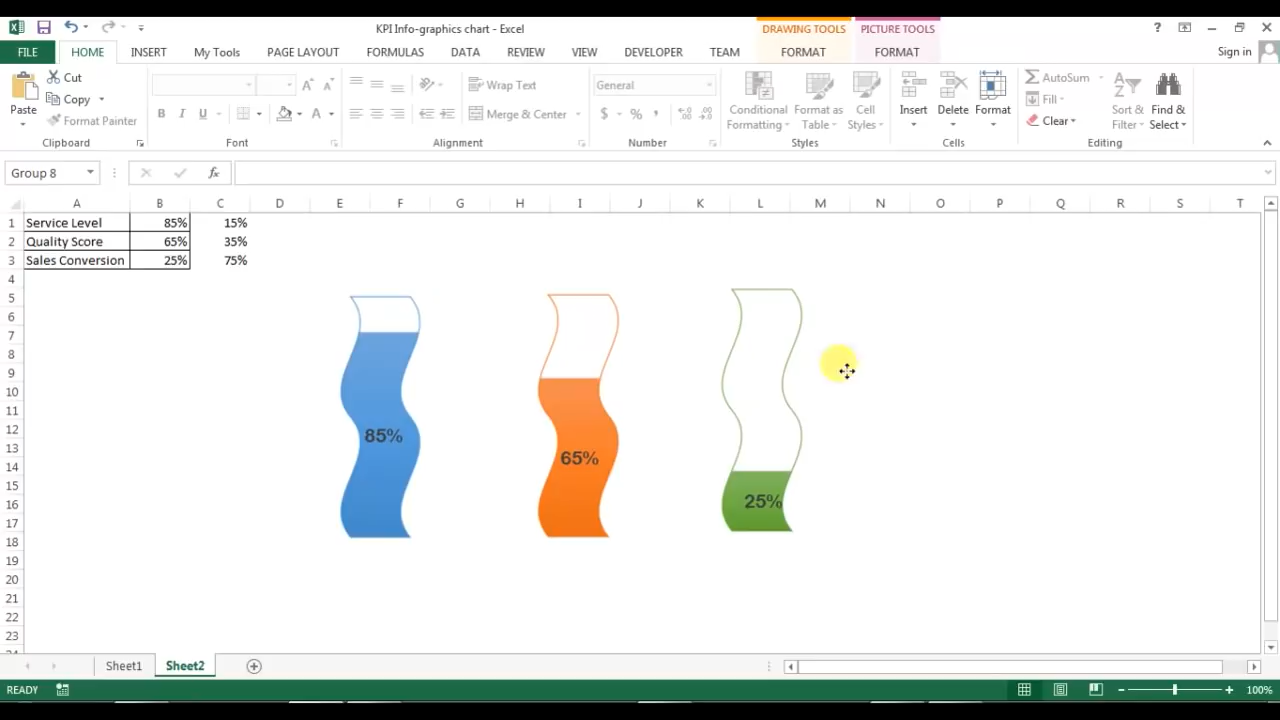 KPI Info-graphics chart - Excel
DRAWING TOOLS PICTURE TOOLS
?
FILE HOME INSERT My Tools PAGE LAYOUT FORMULAS DATA REVIEW VIEW DEVELOPER TEAM FORMAT FORMAT Sign in
Paste Cut Copy Format Painter
B I U A A A
Wrap Text
Merge & Center
General
$ % ,
Conditional Formatting Format as Table Cell Styles
Insert Delete Format
AutoSum Fill Clear
Sort & Filter Find & Select
Clipboard Font Alignment Number Styles Cells Editing
Group 8 fx
A B C D E F G H I J K L M N O P Q R S T
1 Service Level 85% 15%
2 Quality Score 65% 35%
3 Sales Conversion 25% 75%
4
5
6
7
8
9
10
11
12
13
14
15
16
17
18
19
20
21
22
23
85%
65%
25%
Sheet1 Sheet2
READY 100%